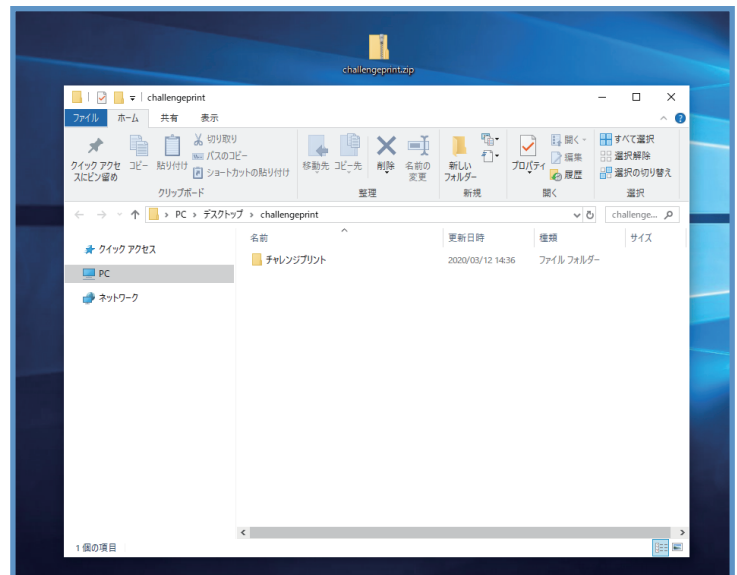 challengeprint.zip
challengeprint
ファイル ホーム 共有 表示
クイック アクセスにピン留め
コピー
貼り付け
切り取り
パスのコピー
ショートカットの貼り付け
クリップボード
移動先
コピー先
削除
名前の変更
整理
新しいフォルダー
新規
プロパティ
開く
編集
履歴
開く
すべて選択
選択解除
選択の切り替え
選択
PC › デスクトップ › challengeprint
challenge...
名前 更新日時 種類 サイズ
クイック アクセス
PC
ネットワーク
チャレンジプリント 2020/03/12 14:36 ファイル フォルダー
1 個の項目